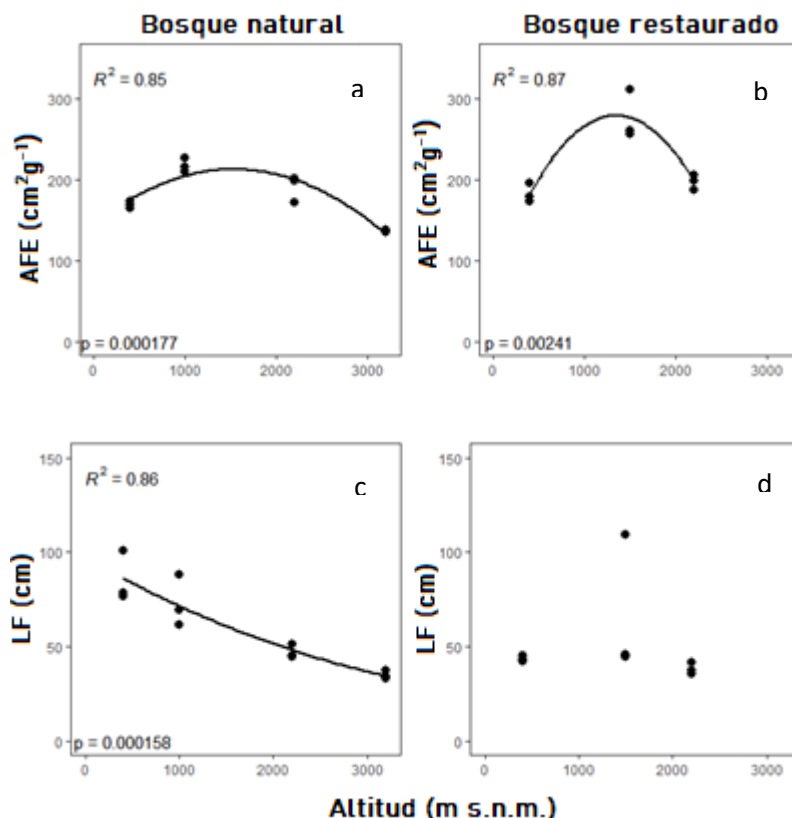 Bosque natural
Bosque restaurado
R² = 0.85
a
R² = 0.87
b
AFE (cm²g⁻¹)
300
200
100
0
p = 0.000177
0 1000 2000 3000
AFE (cm²g⁻¹)
300
200
100
0
p = 0.00241
0 1000 2000 3000
R² = 0.86
c
d
LF (cm)
150
100
50
0
p = 0.000158
0 1000 2000 3000
LF (cm)
150
100
50
0
0 1000 2000 3000
Altitud (m s.n.m.)